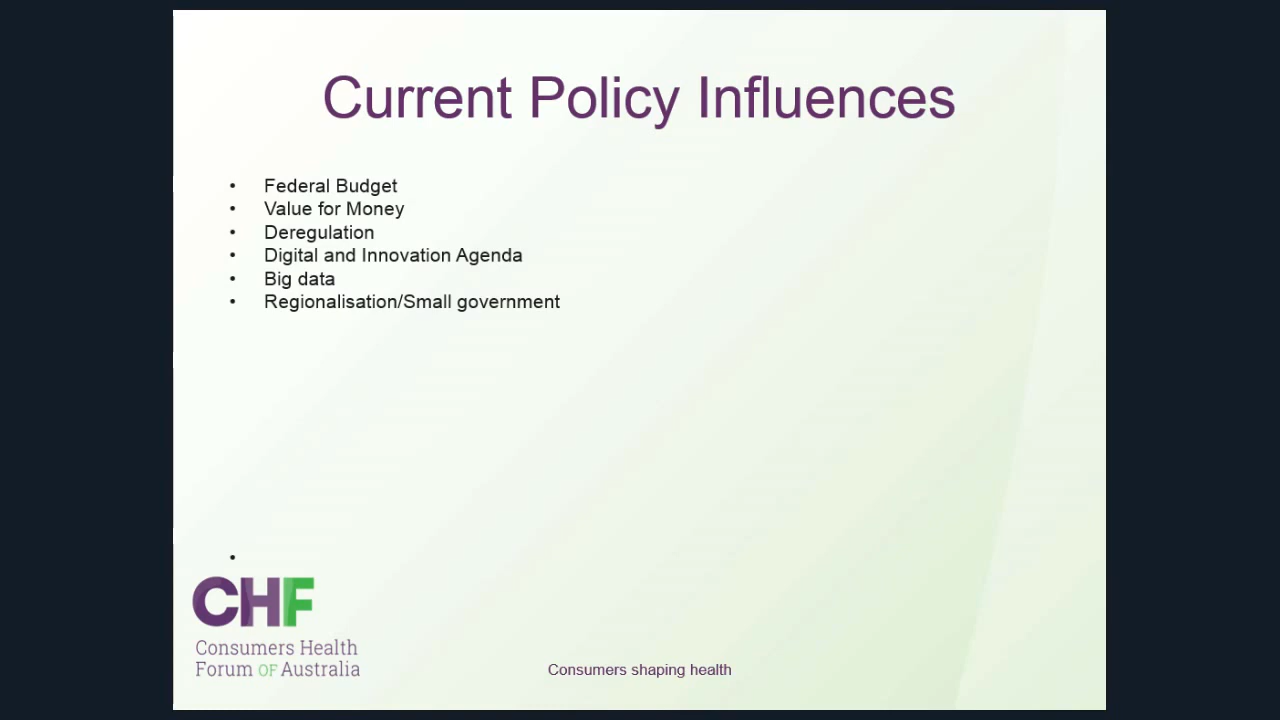 Current Policy Influences
• Federal Budget
• Value for Money
• Deregulation
• Digital and Innovation Agenda
• Big data
• Regionalisation/Small government
•
CHF
Consumers Health
Forum OF Australia
Consumers shaping health